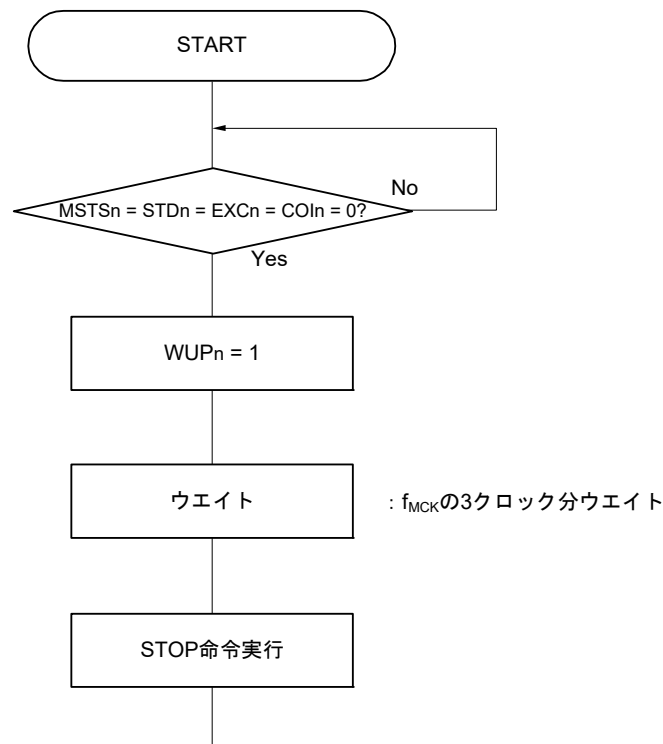 START
No
MSTSn = STDn = EXCn = COIn = 0?
Yes
WUPn = 1
ウエイト
: fMCKの3クロック分ウエイト
STOP命令実行